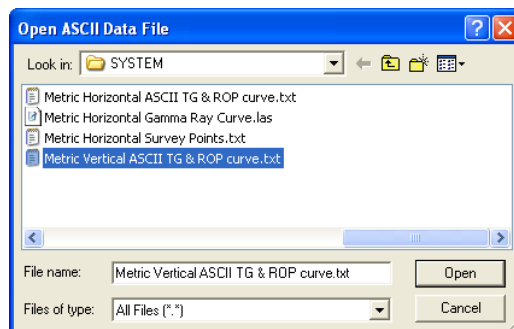 Open ASCII Data File
Look in: SYSTEM
Metric Horizontal ASCII TG & ROP curve.txt
Metric Horizontal Gamma Ray Curve.las
Metric Horizontal Survey Points.txt
Metric Vertical ASCII TG & ROP curve.txt
File name: Metric Vertical ASCII TG & ROP curve.txt Open
Files of type: All Files (*.*) Cancel